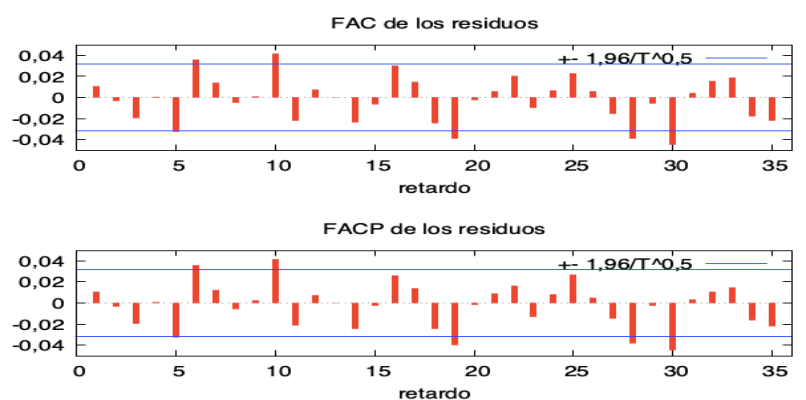 FAC de los residuos
0,04
0,02
0
-0,02
-0,04
+- 1,96/T^0,5
0 5 10 15 20 25 30 35
retardo
FACP de los residuos
0,04
0,02
0
-0,02
-0,04
+- 1,96/T^0,5
0 5 10 15 20 25 30 35
retardo